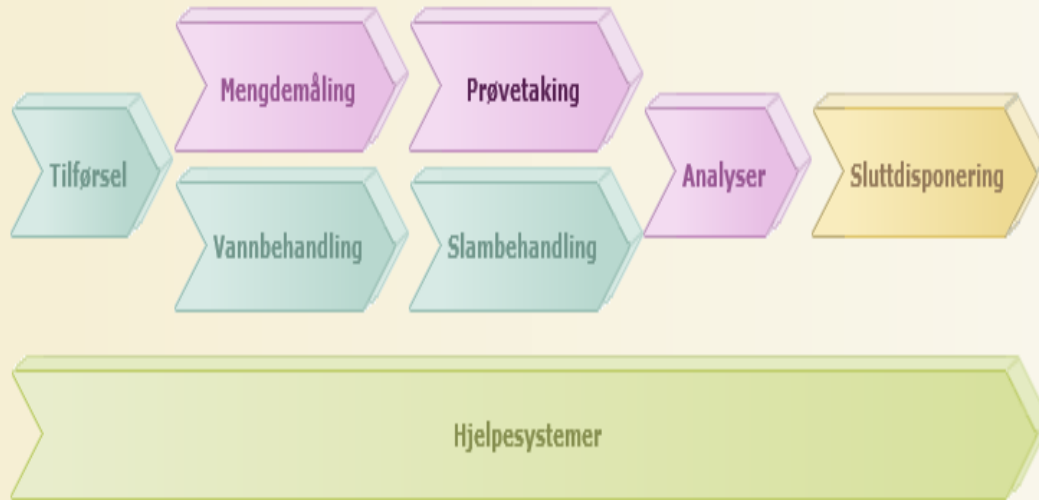 Mengdemåling
Prøvetaking
Tilførsel
Analyser
Sluttdisponering
Vannbehandling
Slambehandling
Hjelpesystemer